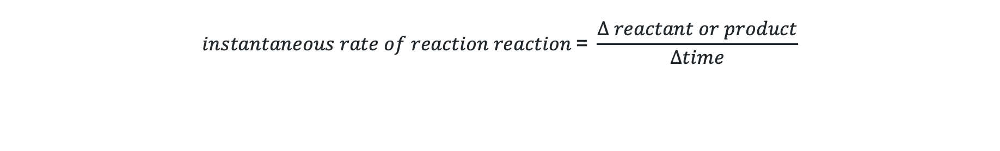 instantaneous rate of reaction reaction = Δ reactant or product
Δtime